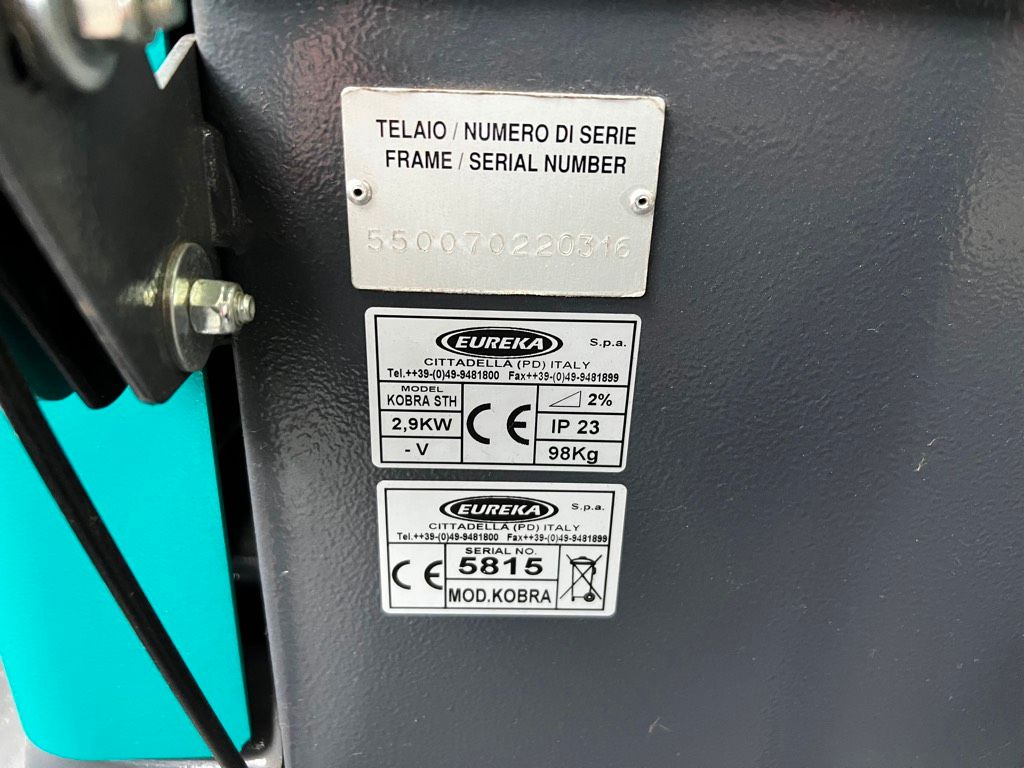 TELAIO / NUMERO DI SERIE
FRAME / SERIAL NUMBER
550070220316
EUREKA S.p.a.
CITTADELLA (PD) ITALY
Tel.++39-(0)49-9481800 Fax++39-(0)49-9481899
MODEL
KOBRA STH
2%
2,9KW
CE
IP 23
- V
98Kg
EUREKA S.p.a.
CITTADELLA (PD) ITALY
Tel.++39-(0)49-9481800 Fax++39-(0)49-9481899
SERIAL NO.
CE
5815
MOD.KOBRA